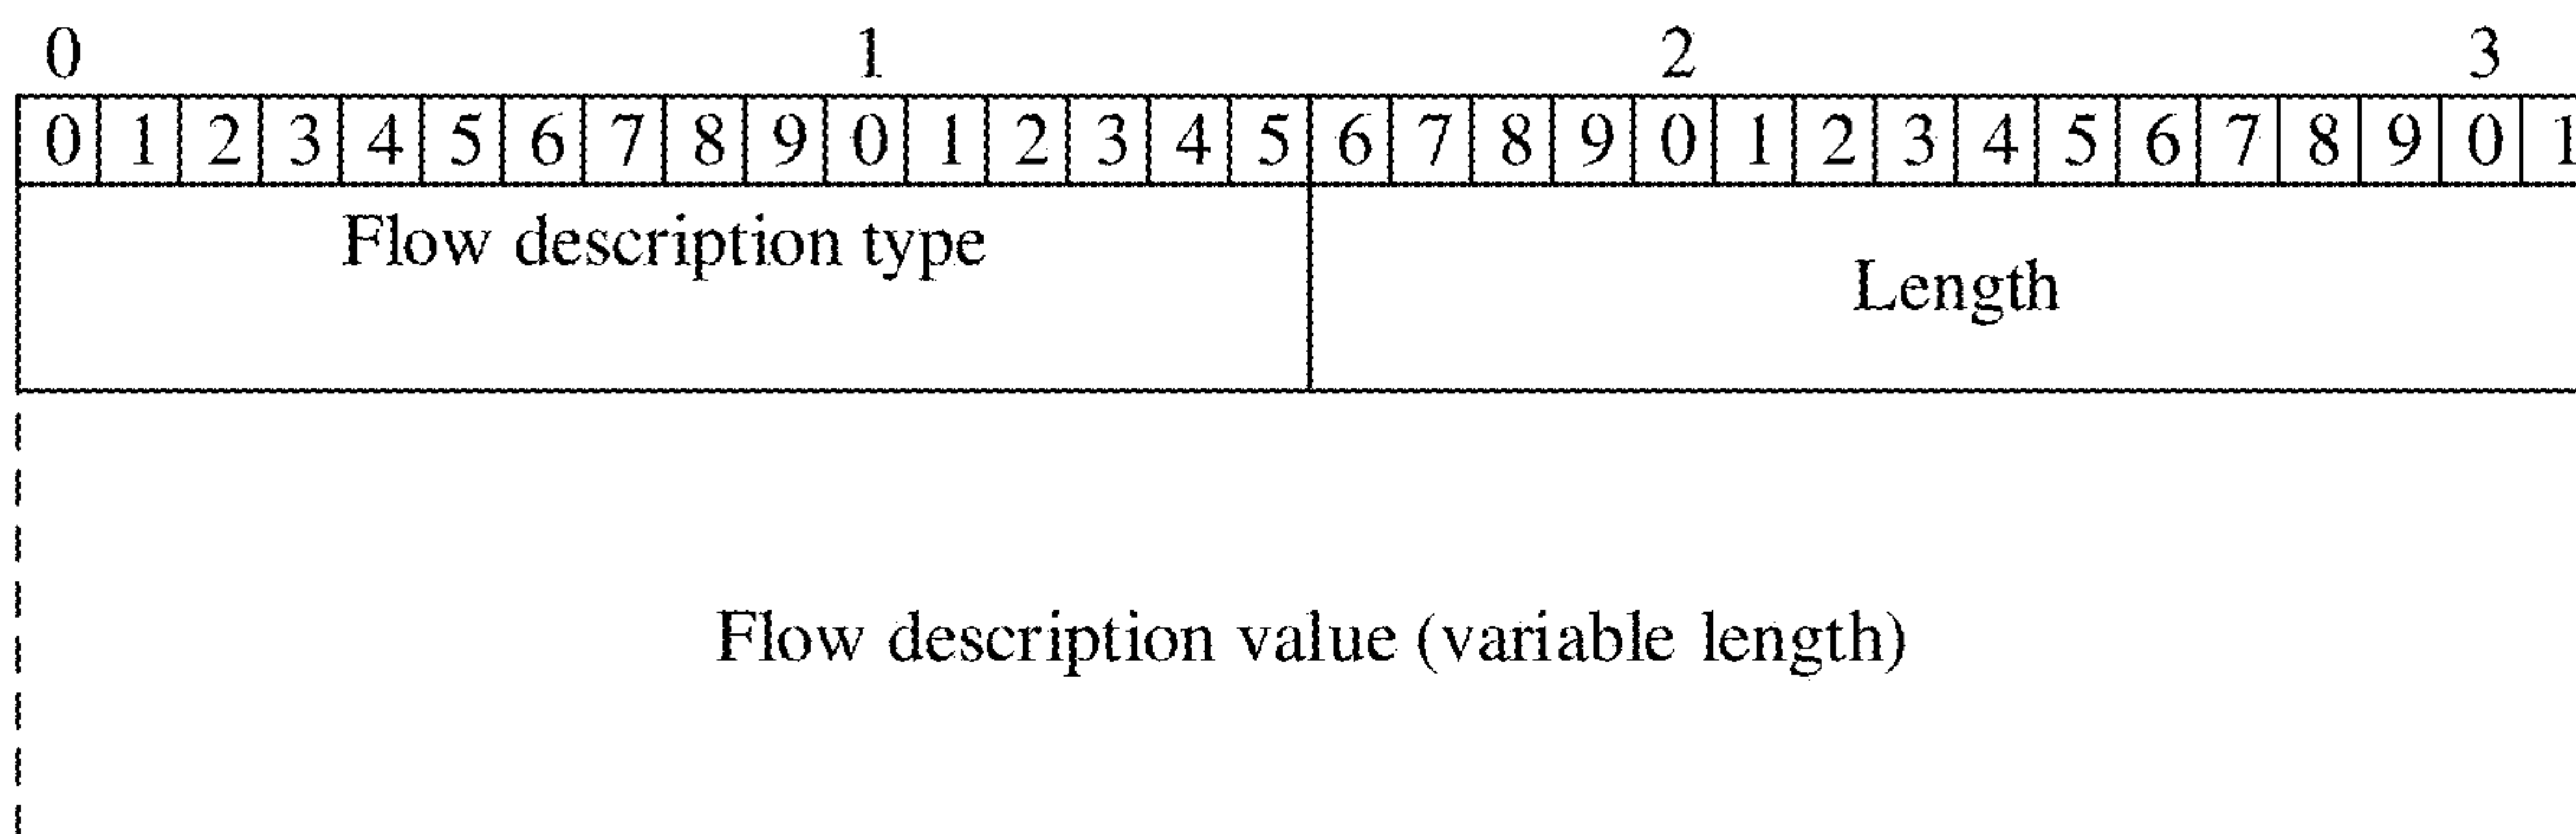 0 1 2 3
0 1 2 3 4 5 6 7 8 9 0 1 2 3 4 5 6 7 8 9 0 1 2 3 4 5 6 7 8 9 0 1
Flow description type
Length
Flow description value (variable length)